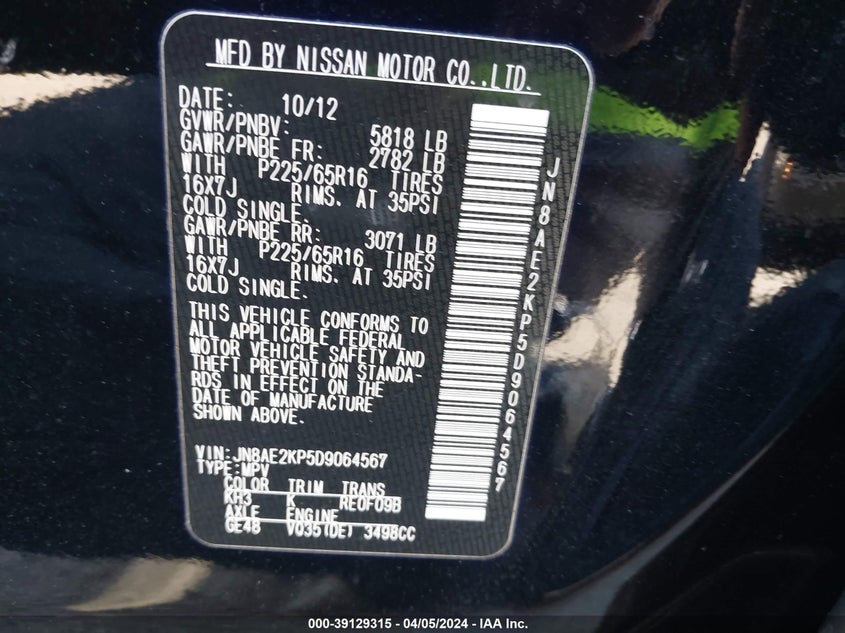 MFD BY NISSAN MOTOR CO.,LTD.
DATE: 10/12
GVWR/PNBV: 5818 LB
GAWR/PNBE FR: 2782 LB
WITH P225/65R16 TIRES
16X7J RIMS. AT 35PSI
COLD SINGLE.
GAWR/PNBE RR: 3071 LB
WITH P225/65R16 TIRES
16X7J RIMS. AT 35PSI
COLD SINGLE.
THIS VEHICLE CONFORMS TO
ALL APPLICABLE FEDERAL
MOTOR VEHICLE SAFETY AND
THEFT PREVENTION STANDA-
RDS IN EFFECT ON THE
DATE OF MANUFACTURE
SHOWN ABOVE.
VIN:JN8AE2KP5D9064567
TYPE:MPV
COLOR TRIM TRANS
KH3 K RE0F09B
AXLE ENGINE
GE48 VQ35(DE) 3498CC
JN8AE2KP5D9064567
000-39129315 - 04/05/2024 - IAA Inc.